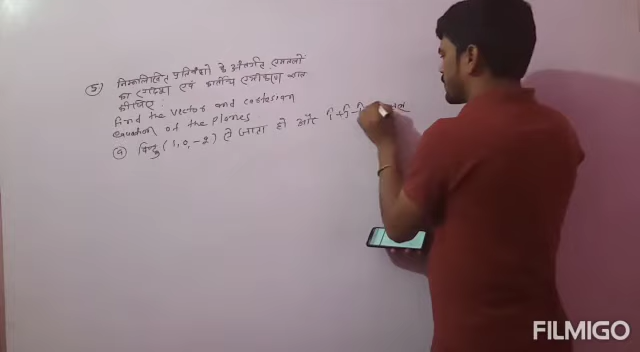 5) निम्नलिखित प्रतिबंधों के अंतर्गत समतलों
का सदिश एवं कार्तीय समीकरण ज्ञात
कीजिए:
find the vector and cartesian
equation of the planes
(a) बिन्दु (1, 0, -2) से जाता हो और î + ĵ -
FILMIGO